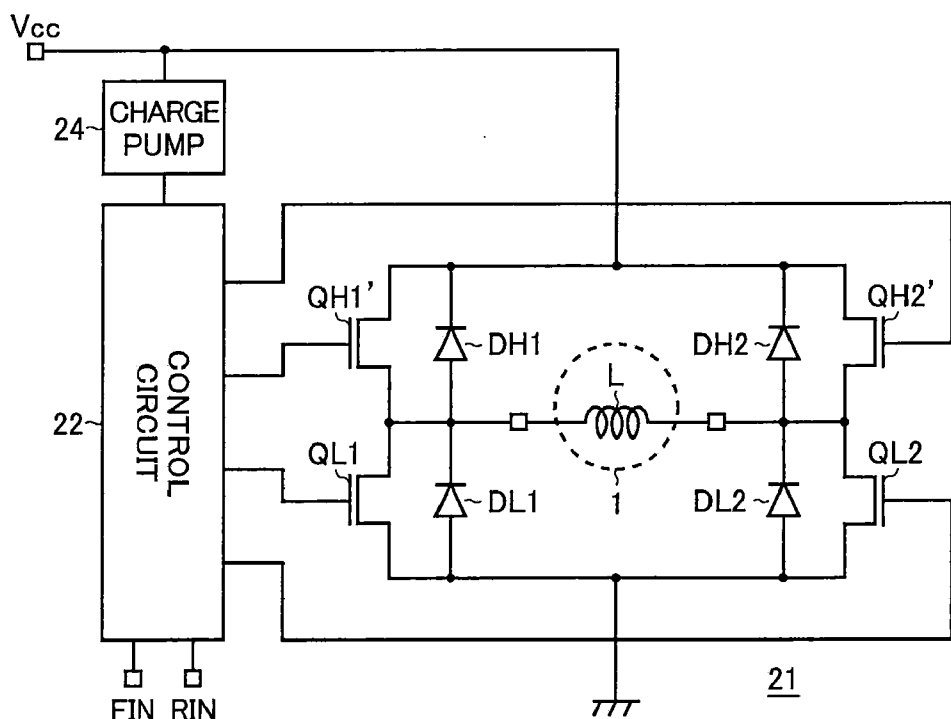 Vcc
CHARGE
PUMP
24
QH1’
QH2’
DH1
DH2
L
CONTROL
CIRCUIT
22
QL1
QL2
DL1
1
DL2
21
FIN RIN